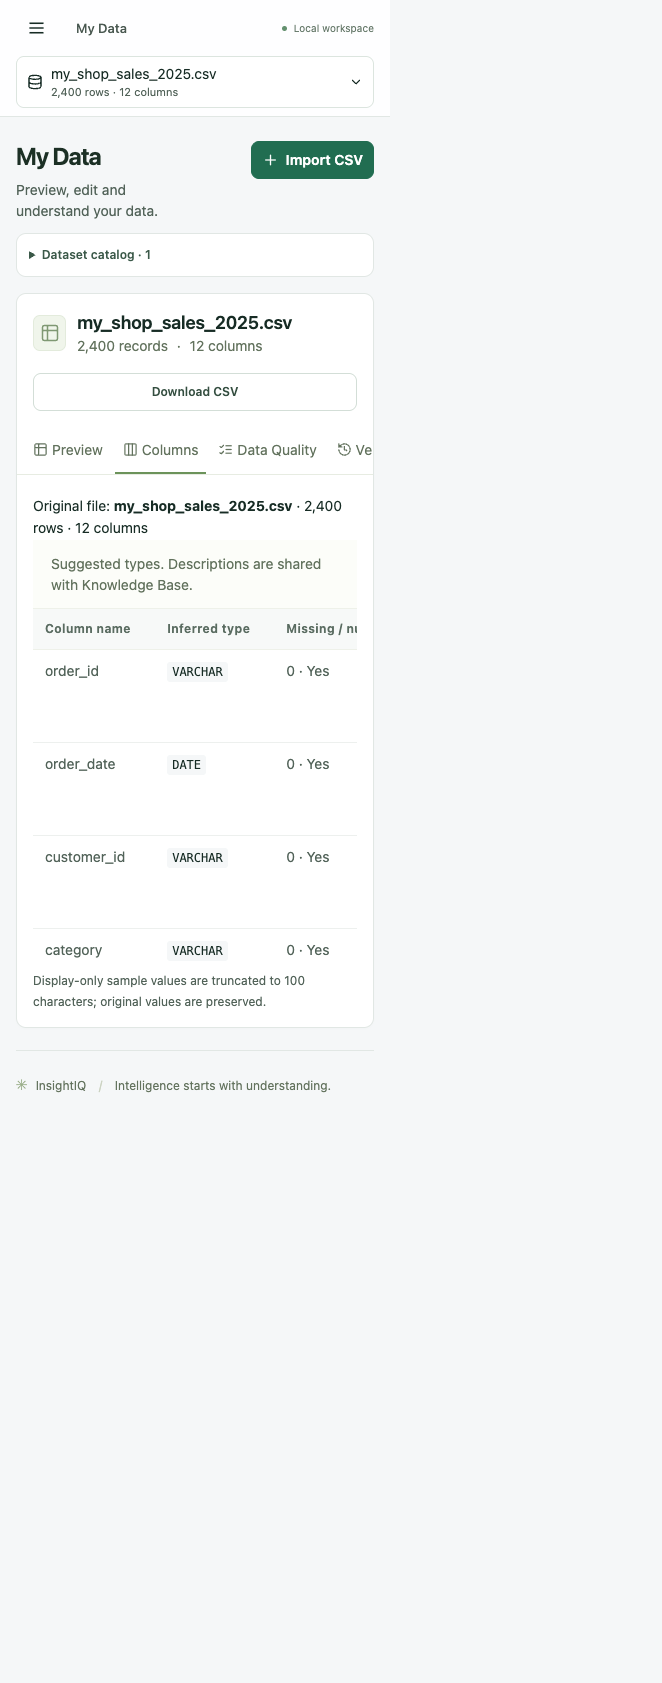 My Data
Local workspace
my_shop_sales_2025.csv
2,400 rows · 12 columns
My Data
Import CSV
Preview, edit and
understand your data.
Dataset catalog · 1
my_shop_sales_2025.csv
2,400 records · 12 columns
Download CSV
Preview Columns Data Quality Ve
Original file: my_shop_sales_2025.csv · 2,400
rows · 12 columns
Suggested types. Descriptions are shared
with Knowledge Base.
Column name Inferred type Missing / nu
order_id VARCHAR 0 · Yes
order_date DATE 0 · Yes
customer_id VARCHAR 0 · Yes
category VARCHAR 0 · Yes
Display-only sample values are truncated to 100
characters; original values are preserved.
InsightIQ / Intelligence starts with understanding.